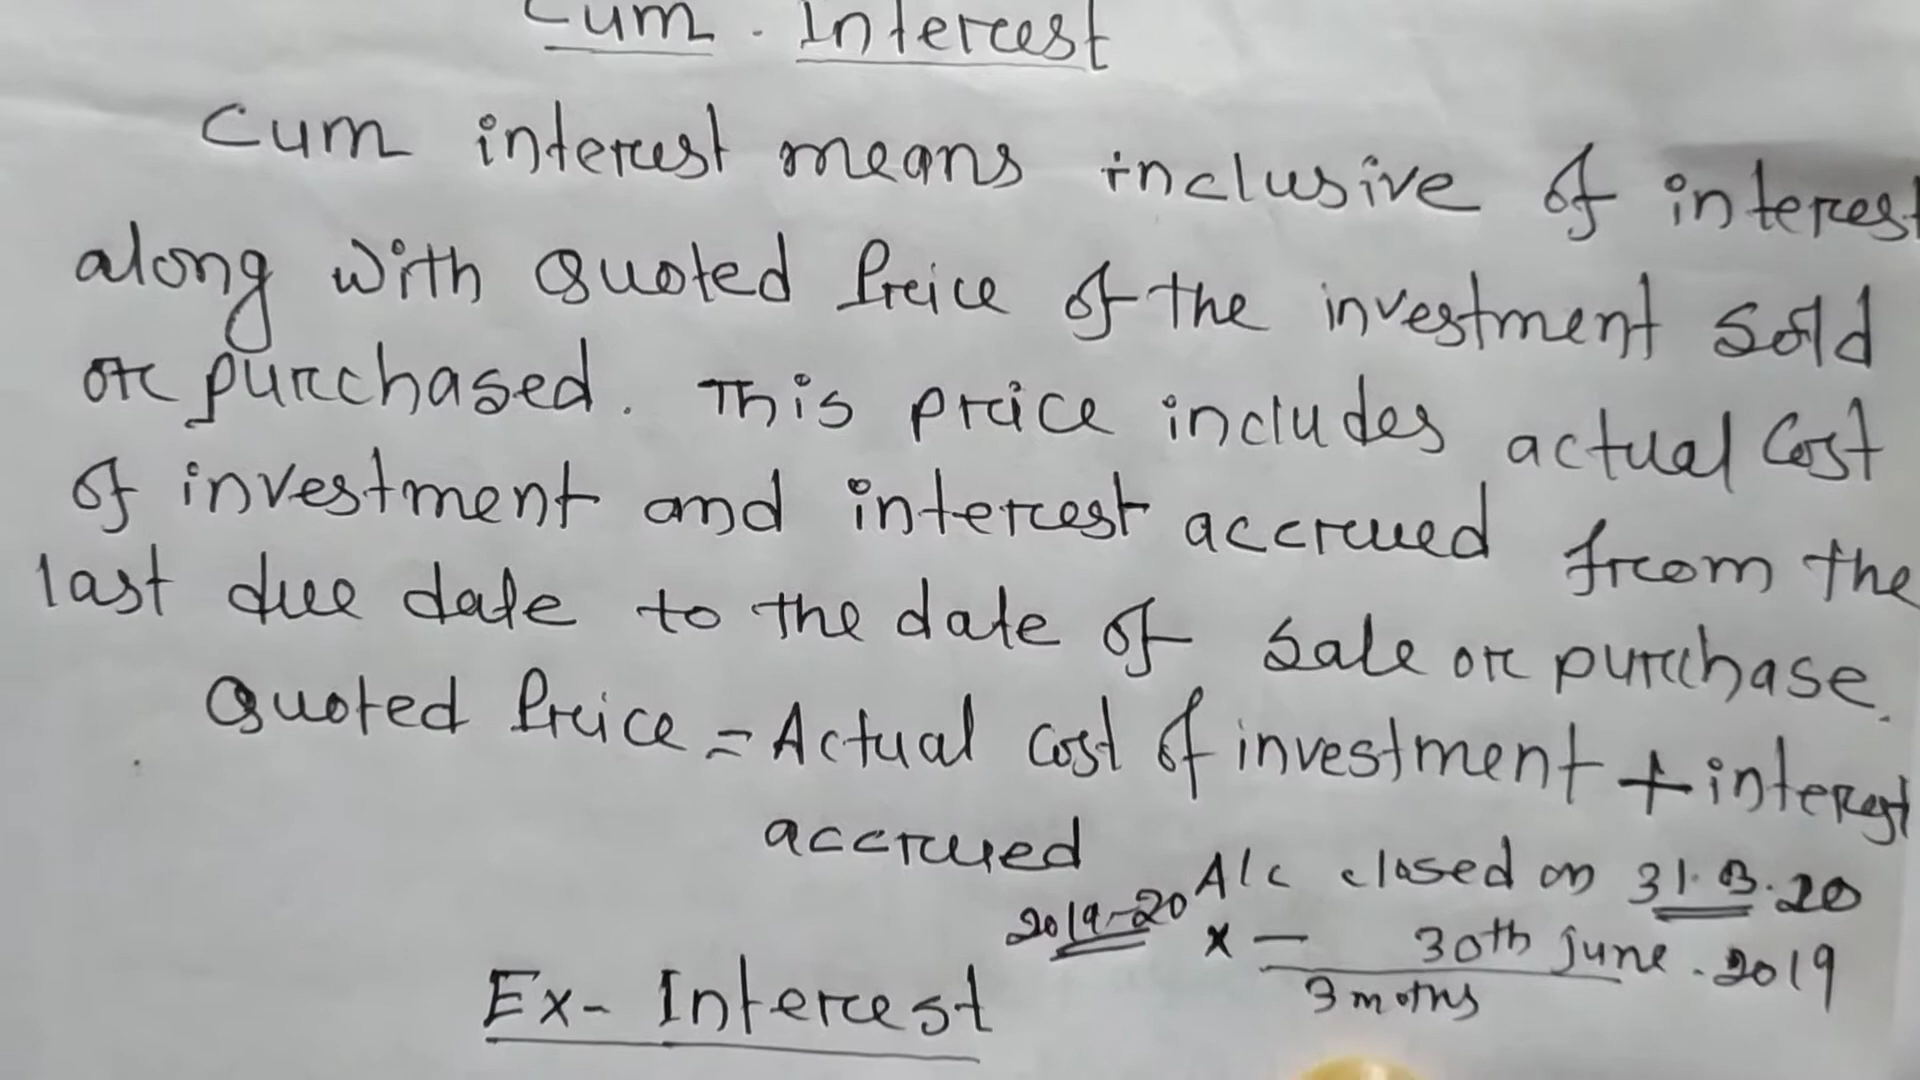 Cum - Interest
Cum interest means inclusive of interest
along with Quoted Price of the investment sold
or purchased. This price includes actual Cost
of investment and interest accrued from the
last due date to the date of sale or purchase.
Quoted Price = Actual cost of investment + interest
accrued
2019-20 A/c closed on 31.3.20
x — 30th june. 2019
3 moths
Ex- Interest